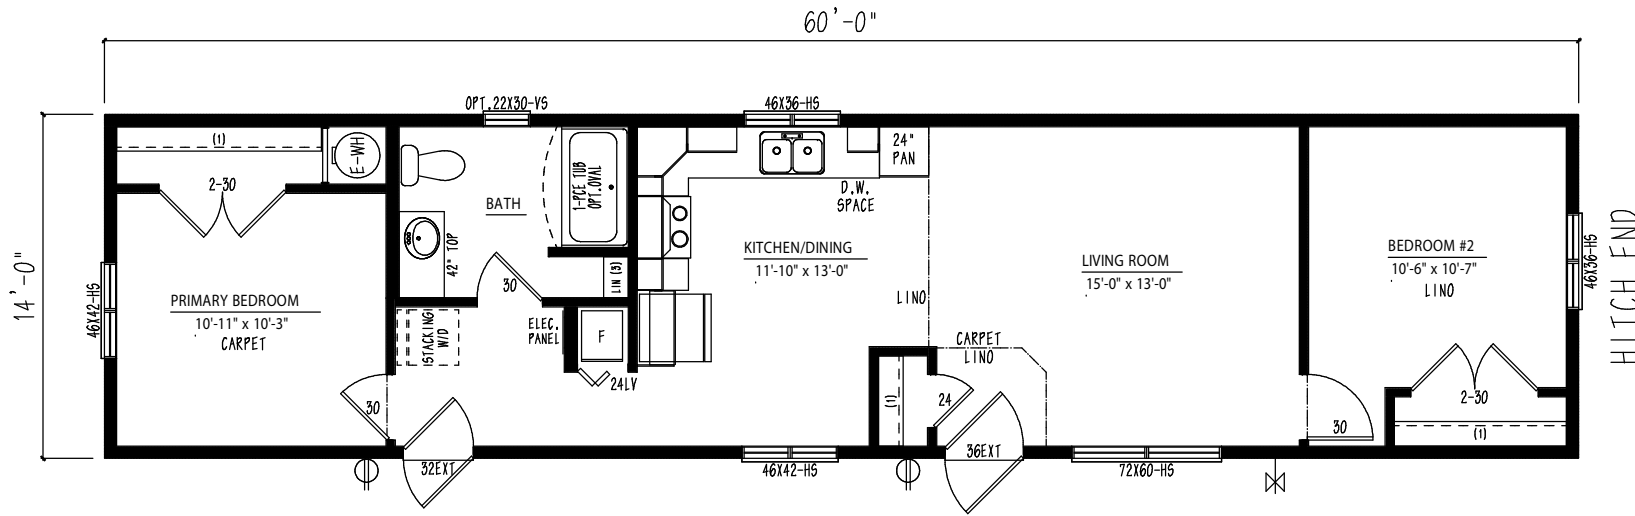 60'-0"
OPT.22X30-VS
46X36-HS
(1)
E-WH
2-30
1-PCE TUB
OPT.OVAL
24"
PAN
D.W.
SPACE
BATH
42" TOP
30
LIN (3)
KITCHEN/DINING
11'-10" x 13'-0"
LIVING ROOM
15'-0" x 13'-0"
BEDROOM #2
10'-6" x 10'-7"
LINO
46X36-HS
HITCH END
14'-0"
46X42-HS
PRIMARY BEDROOM
10'-11" x 10'-3"
CARPET
STACKING
W/D
ELEC.
PANEL
F
24LV
LINO
CARPET
LINO
30
(1)
24
2-30
(1)
30
32EXT
46X42-HS
36EXT
72X60-HS